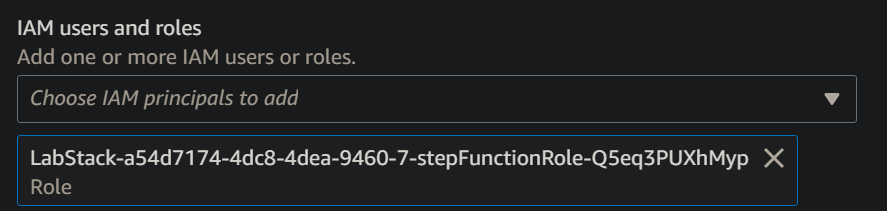 IAM users and roles
Add one or more IAM users or roles.
Choose IAM principals to add
LabStack-a54d7174-4dc8-4dea-9460-7-stepFunctionRole-Q5eq3PUXhMyp
Role